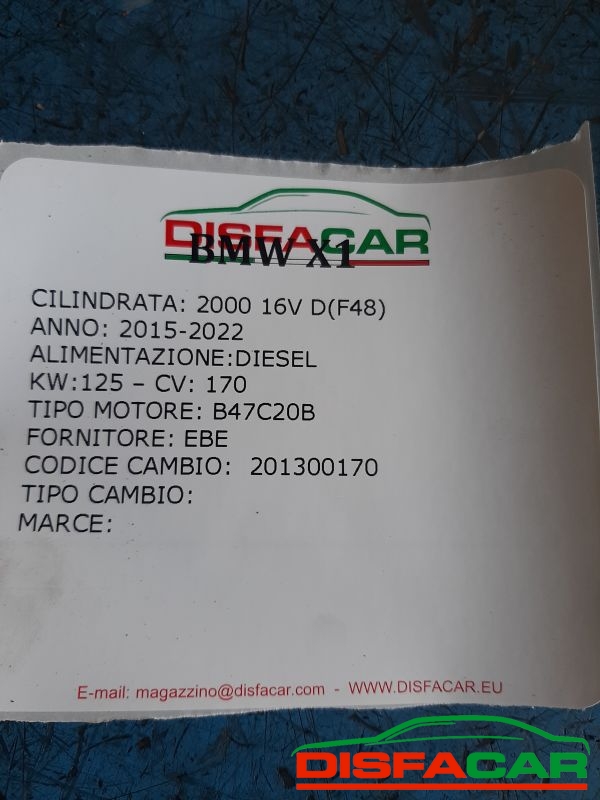 DISFACAR
BMW X1
CILINDRATA: 2000 16V D(F48)
ANNO: 2015-2022
ALIMENTAZIONE:DIESEL
KW:125 – CV: 170
TIPO MOTORE: B47C20B
FORNITORE: EBE
CODICE CAMBIO: 201300170
TIPO CAMBIO:
MARCE:
E-mail: magazzino@disfacar.com - WWW.DISFACAR.EU
DISFACAR